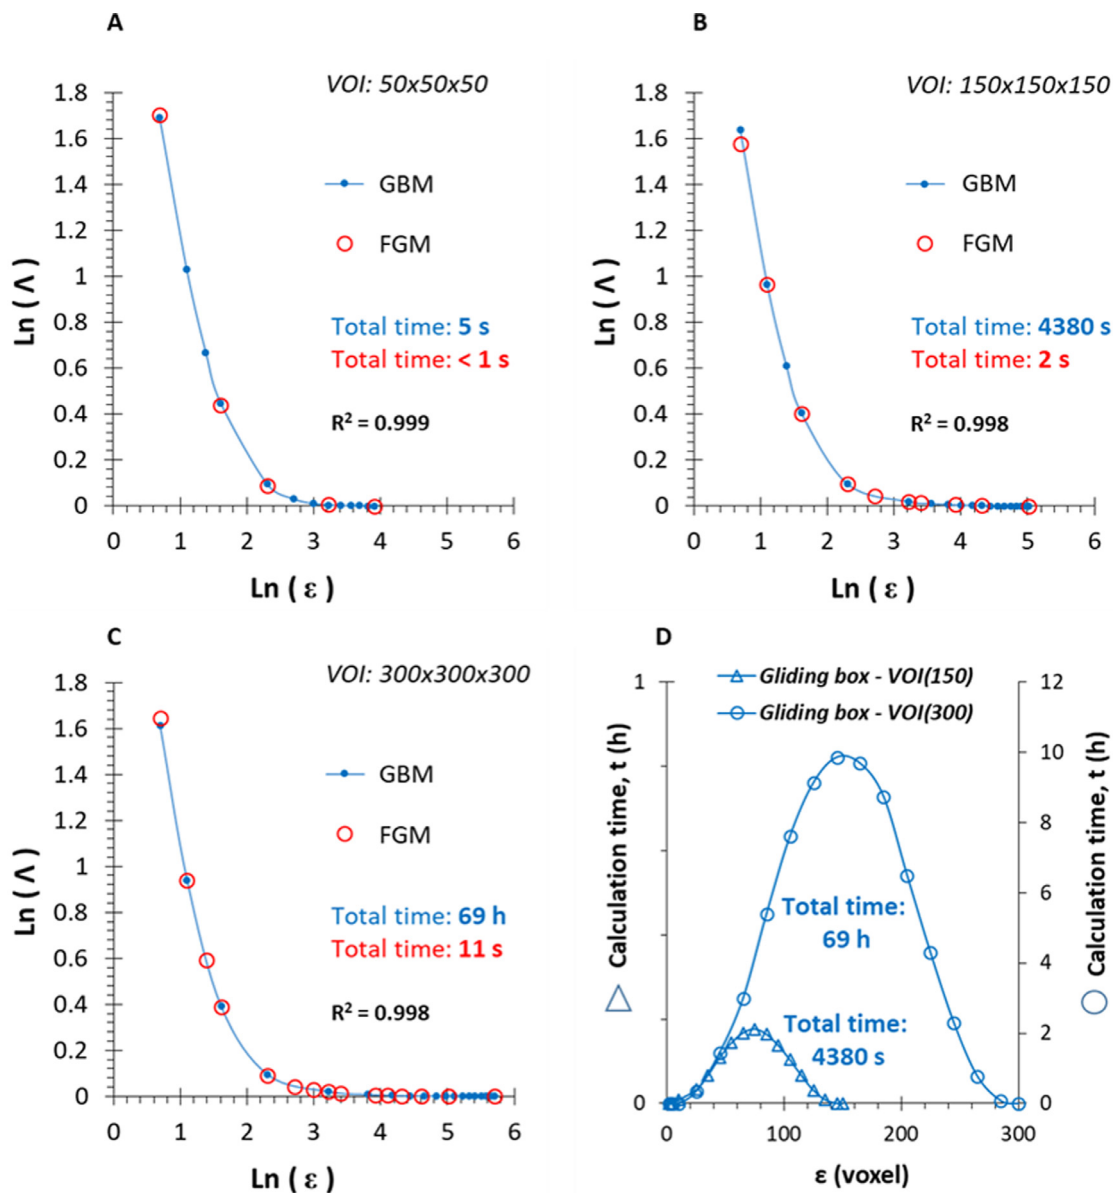 A
VOI: 50x50x50
1.8
1.6
1.4
1.2
1
0.8
0.6
0.4
0.2
0
Ln ( Λ )
GBM
FGM
Total time: 5 s
Total time: < 1 s
R² = 0.999
0 1 2 3 4 5 6
Ln ( ε )
B
VOI: 150x150x150
1.8
1.6
1.4
1.2
1
0.8
0.6
0.4
0.2
0
Ln ( Λ )
GBM
FGM
Total time: 4380 s
Total time: 2 s
R² = 0.998
0 1 2 3 4 5 6
Ln ( ε )
C
VOI: 300x300x300
1.8
1.6
1.4
1.2
1
0.8
0.6
0.4
0.2
0
Ln ( Λ )
GBM
FGM
Total time: 69 h
Total time: 11 s
R² = 0.998
0 1 2 3 4 5 6
Ln ( ε )
D
Gliding box - VOI(150)
Gliding box - VOI(300)
1
0
Calculation time, t (h)
12
10
8
6
4
2
0
Calculation time, t (h)
Total time:
69 h
Total time:
4380 s
0 100 200 300
ε (voxel)